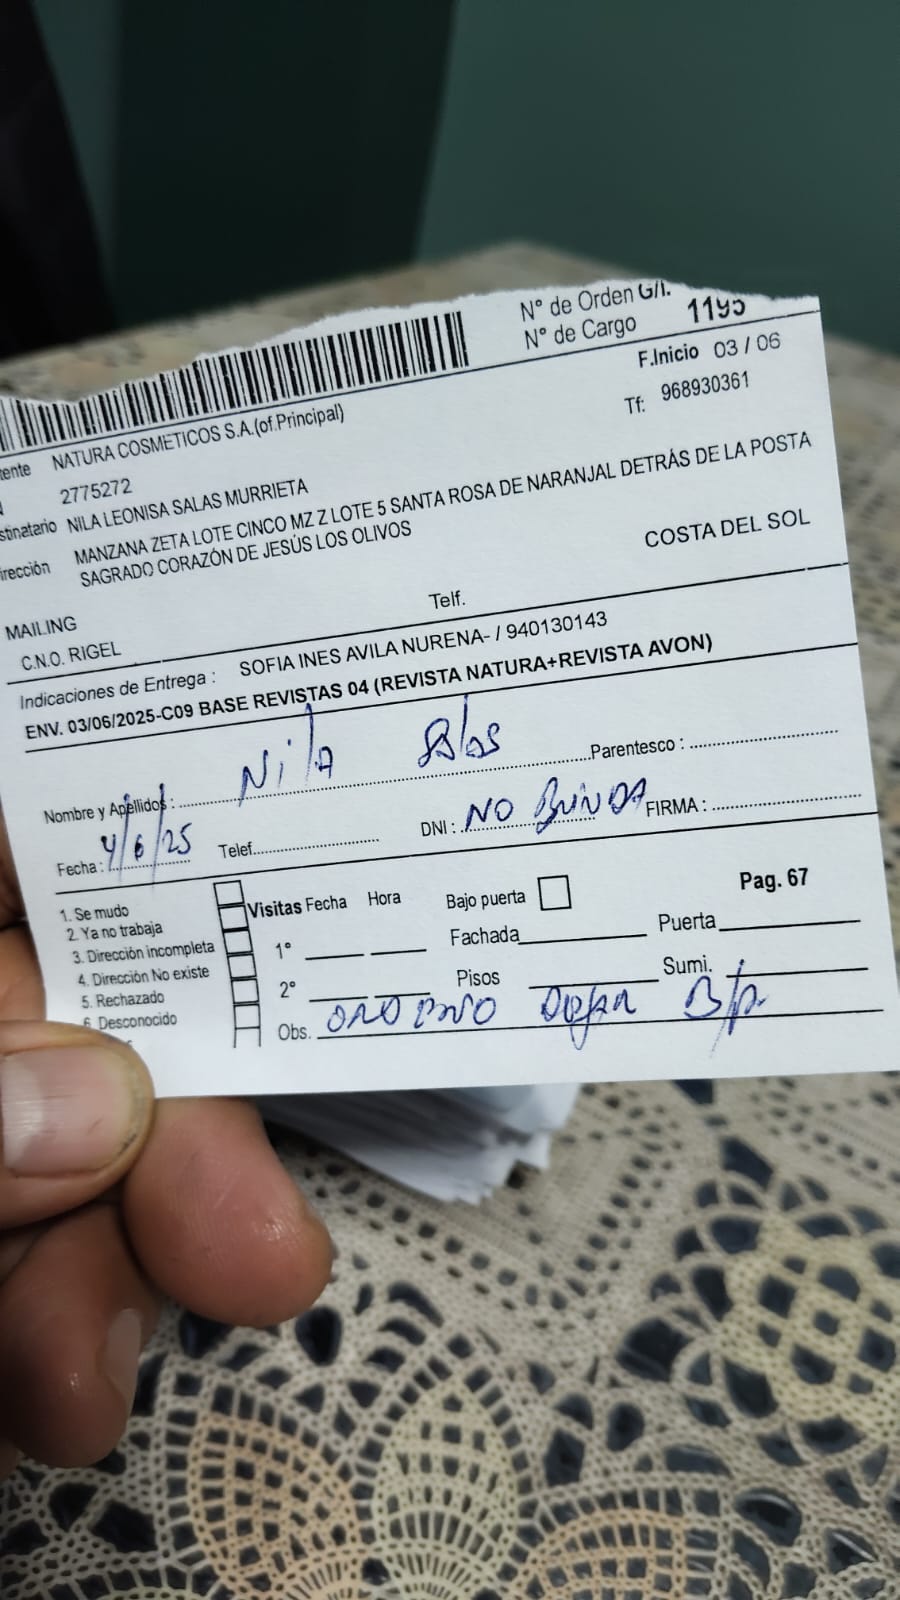 N° de Orden G/I.
N° de Cargo 1195
F.Inicio 03 / 06
Tf: 968930361
tente NATURA COSMETICOS S.A.(of.Principal)
2775272
stinatario NILA LEONISA SALAS MURRIETA
irección MANZANA ZETA LOTE CINCO MZ Z LOTE 5 SANTA ROSA DE NARANJAL DETRÁS DE LA POSTA
SAGRADO CORAZÓN DE JESÚS LOS OLIVOS
COSTA DEL SOL
MAILING Telf.
C.N.O. RIGEL
Indicaciones de Entrega : SOFIA INES AVILA NURENA- / 940130143
ENV. 03/06/2025-C09 BASE REVISTAS 04 (REVISTA NATURA+REVISTA AVON)
Nombre y Apellidos : Nila Salas Parentesco :
Fecha : 4/6/25 Telef. DNI : NO BRINDA FIRMA :
1. Se mudo
2. Ya no trabaja
3. Dirección incompleta
4. Dirección No existe
5. Rechazado
6. Desconocido
Visitas Fecha Hora Bajo puerta Pag. 67
1° Fachada Puerta
2° Pisos Sumi.
Obs. B/p.